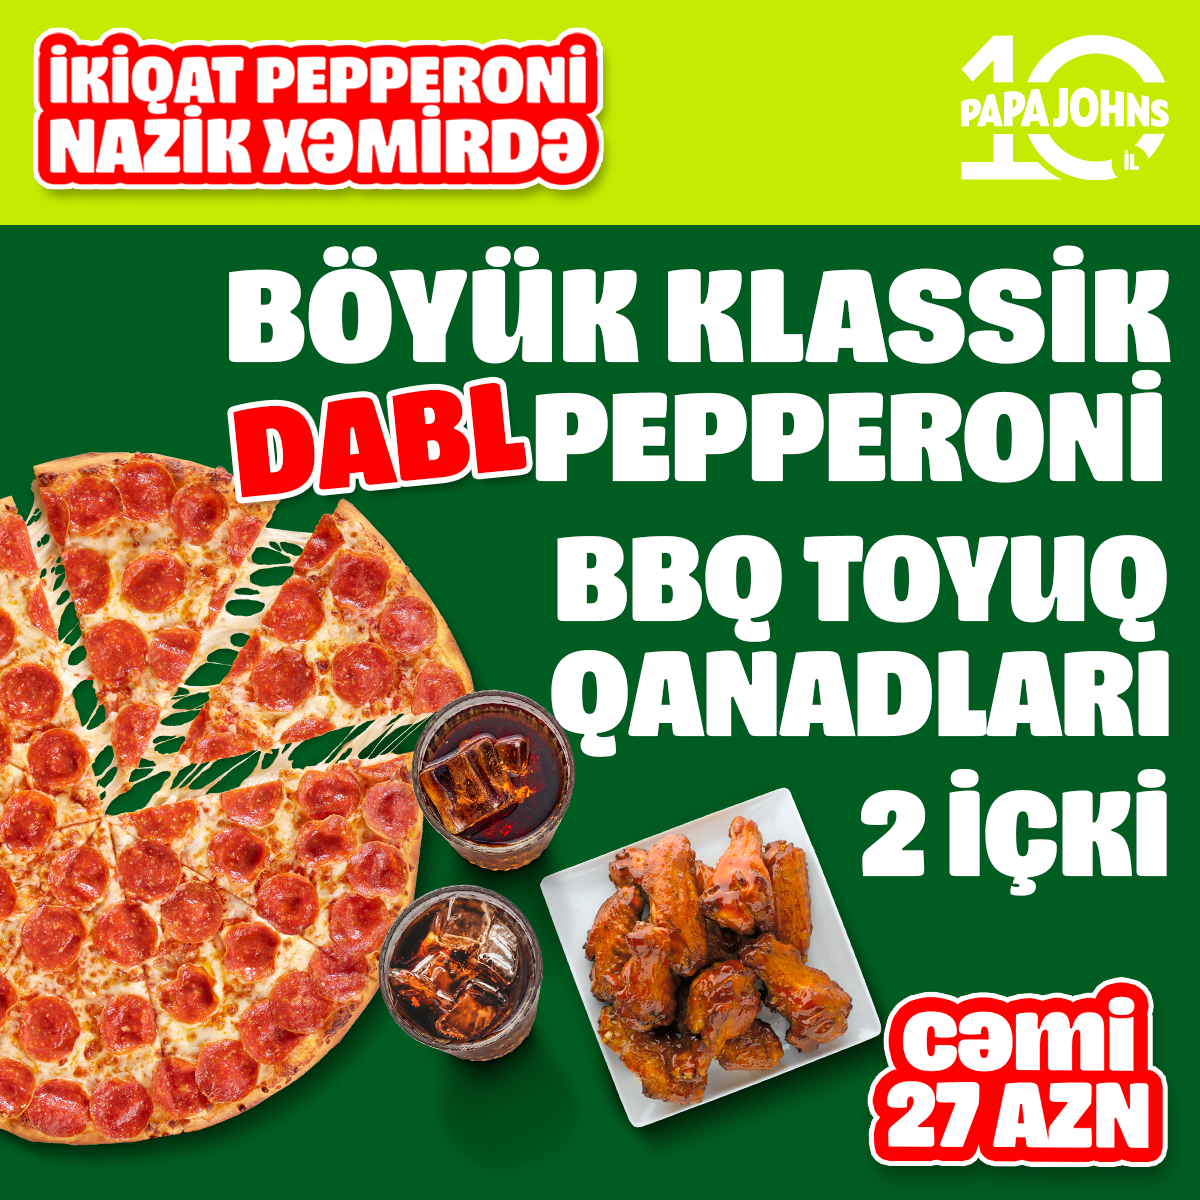 İKİQAT PEPPERONİ
NAZİK XƏMİRDƏ
10
PAPA JOHNS
İL
BÖYÜK KLASSİK
DABL PEPPERONİ
BBQ TOYUQ
QANADLARI
2 İÇKİ
cəmi
27 AZN